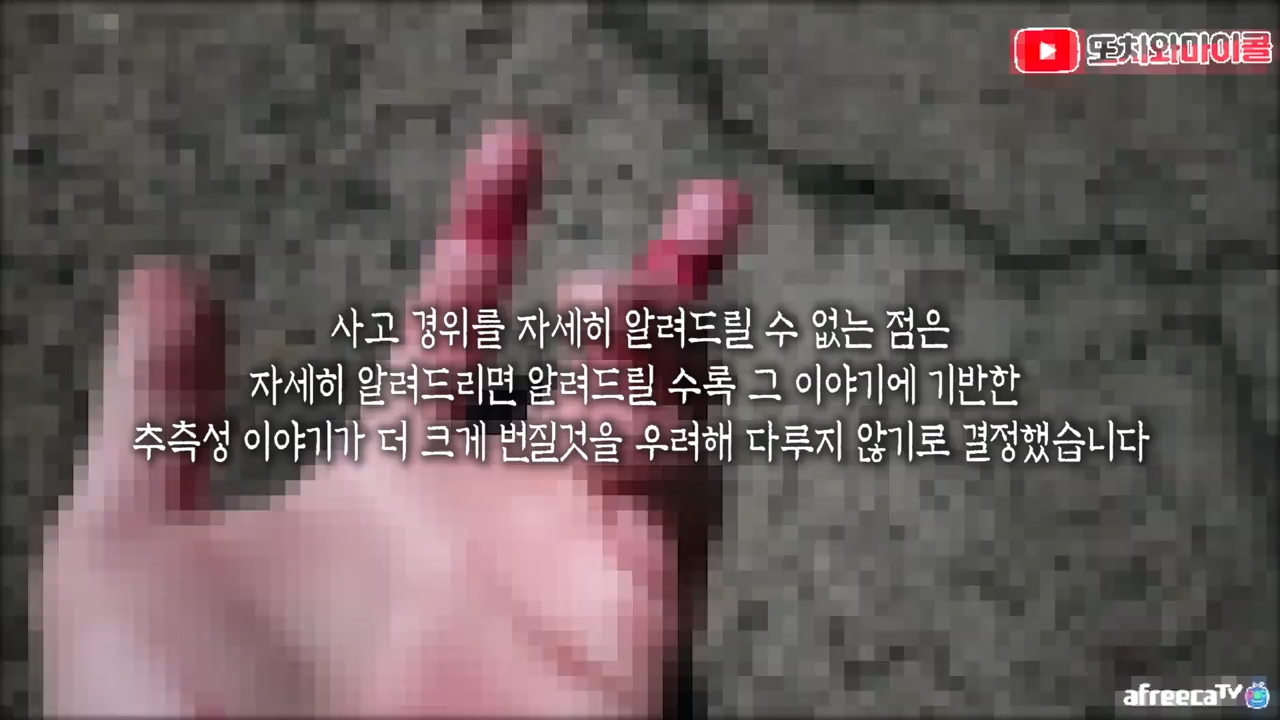 또치와마이콜
사고 경위를 자세히 알려드릴 수 없는 점은
자세히 알려드리면 알려드릴 수록 그 이야기에 기반한
추측성 이야기가 더 크게 번질것을 우려해 다루지 않기로 결정했습니다
afreecaTV